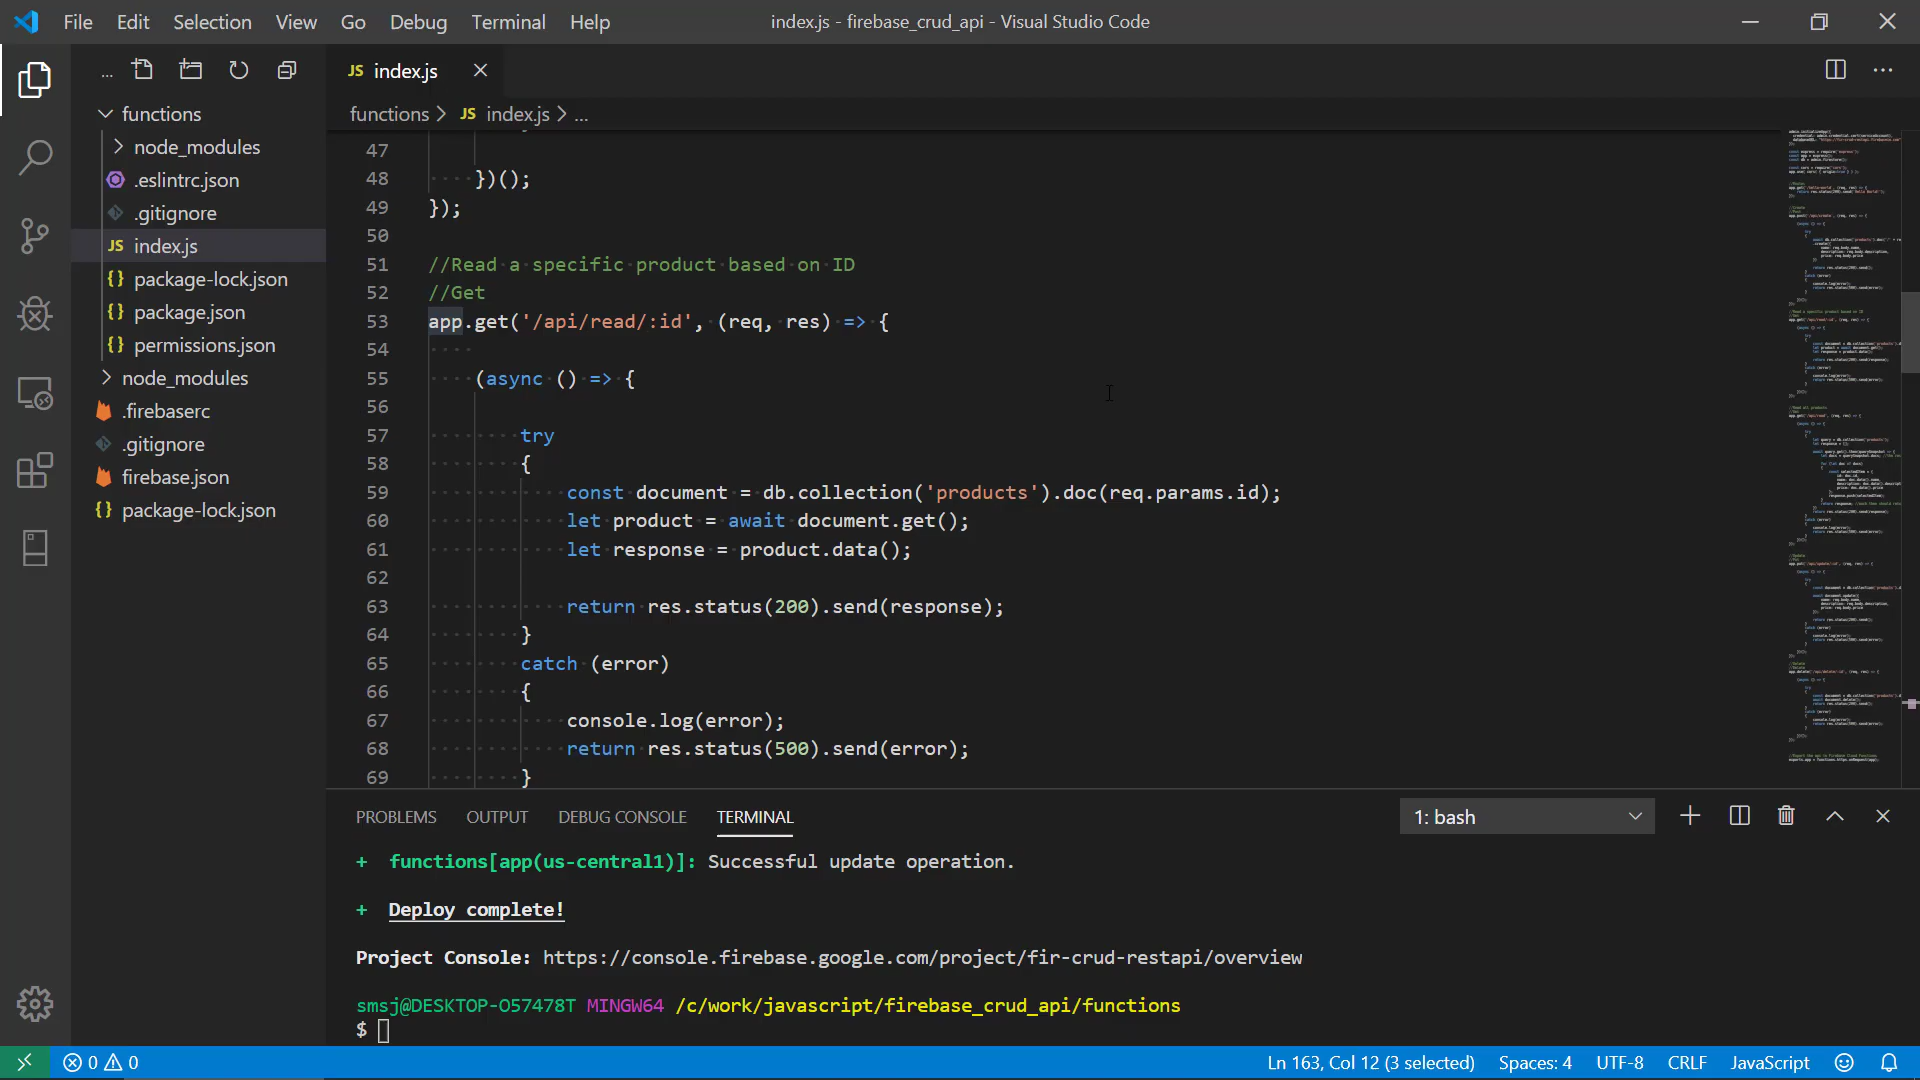 File Edit Selection View Go Debug Terminal Help
index.js - firebase_crud_api - Visual Studio Code
...
JS index.js
functions > JS index.js > ...
functions
node_modules
.eslintrc.json
.gitignore
JS index.js
{} package-lock.json
{} package.json
{} permissions.json
node_modules
.firebaserc
.gitignore
firebase.json
{} package-lock.json
47
48 })();
49 });
50
51 //Read a specific product based on ID
52 //Get
53 app.get('/api/read/:id', (req, res) => {
54
55 (async () => {
56
57 try
58 {
59 const document = db.collection('products').doc(req.params.id);
60 let product = await document.get();
61 let response = product.data();
62
63 return res.status(200).send(response);
64 }
65 catch (error)
66 {
67 console.log(error);
68 return res.status(500).send(error);
69 }
PROBLEMS OUTPUT DEBUG CONSOLE TERMINAL
1: bash
+ functions[app(us-central1)]: Successful update operation.
+ Deploy complete!
Project Console: https://console.firebase.google.com/project/fir-crud-restapi/overview
smsj@DESKTOP-O57478T MINGW64 /c/work/javascript/firebase_crud_api/functions
$
0 0
Ln 163, Col 12 (3 selected) Spaces: 4 UTF-8 CRLF JavaScript